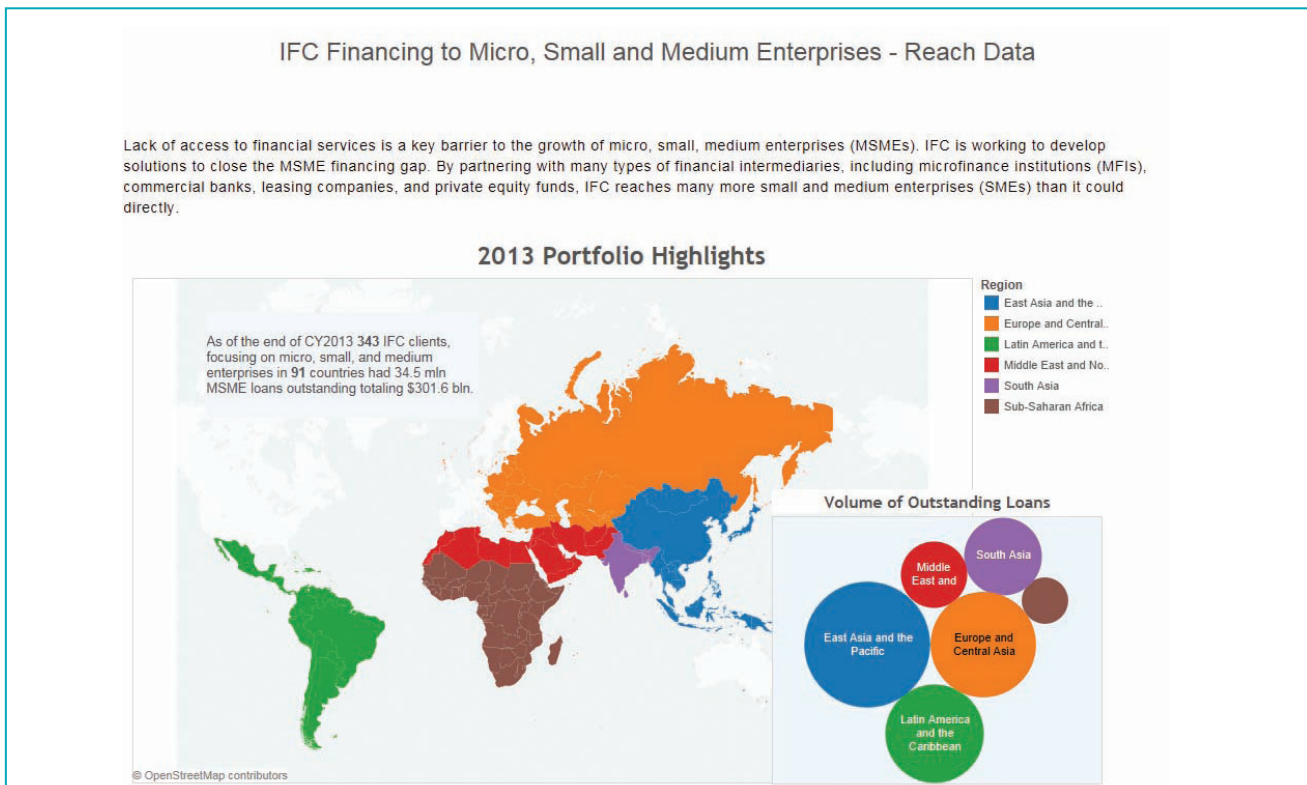 IFC Financing to Micro, Small and Medium Enterprises - Reach Data
Lack of access to financial services is a key barrier to the growth of micro, small, medium enterprises (MSMEs). IFC is working to develop
solutions to close the MSME financing gap. By partnering with many types of financial intermediaries, including microfinance institutions (MFIs),
commercial banks, leasing companies, and private equity funds, IFC reaches many more small and medium enterprises (SMEs) than it could
directly.
2013 Portfolio Highlights
As of the end of CY2013 343 IFC clients,
focusing on micro, small, and medium
enterprises in 91 countries had 34.5 mln
MSME loans outstanding totaling $301.6 bln.
Region
East Asia and the ..
Europe and Central..
Latin America and t..
Middle East and No..
South Asia
Sub-Saharan Africa
Volume of Outstanding Loans
South Asia
Middle
East and
East Asia and the
Pacific
Europe and
Central Asia
Latin America
and the
Caribbean
© OpenStreetMap contributors